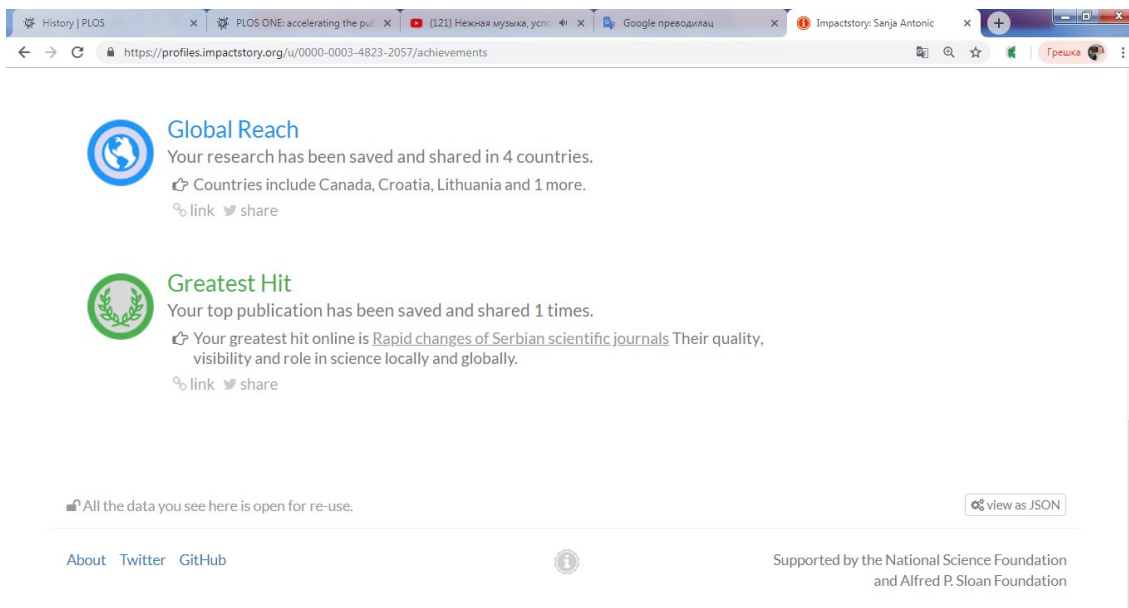 History | PLOS
PLOS ONE: accelerating the pub
(121) Нежная музыка, успо
Google преводилац
Impactstory: Sanja Antonic
https://profiles.impactstory.org/u/0000-0003-4823-2057/achievements
Грешка
Global Reach
Your research has been saved and shared in 4 countries.
Countries include Canada, Croatia, Lithuania and 1 more.
link share
Greatest Hit
Your top publication has been saved and shared 1 times.
Your greatest hit online is Rapid changes of Serbian scientific journals Their quality,
visibility and role in science locally and globally.
link share
All the data you see here is open for re-use.
view as JSON
About Twitter GitHub
Supported by the National Science Foundation
and Alfred P. Sloan Foundation